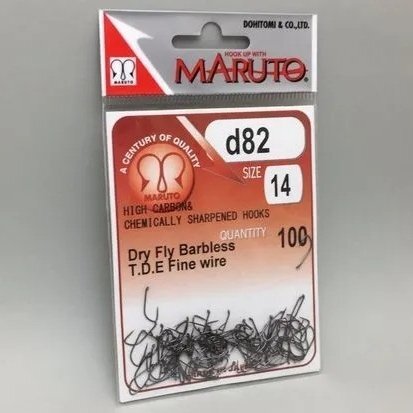 DOHITOMI & CO., LTD.
HOOK UP WITH
MARUTO
MARUTO
A CENTURY OF QUALITY
MARUTO
d82
SIZE
14
HIGH CARBON&
CHEMICALLY SHARPENED HOOKS
QUANTITY
100
Dry Fly Barbless
T.D.E Fine wire